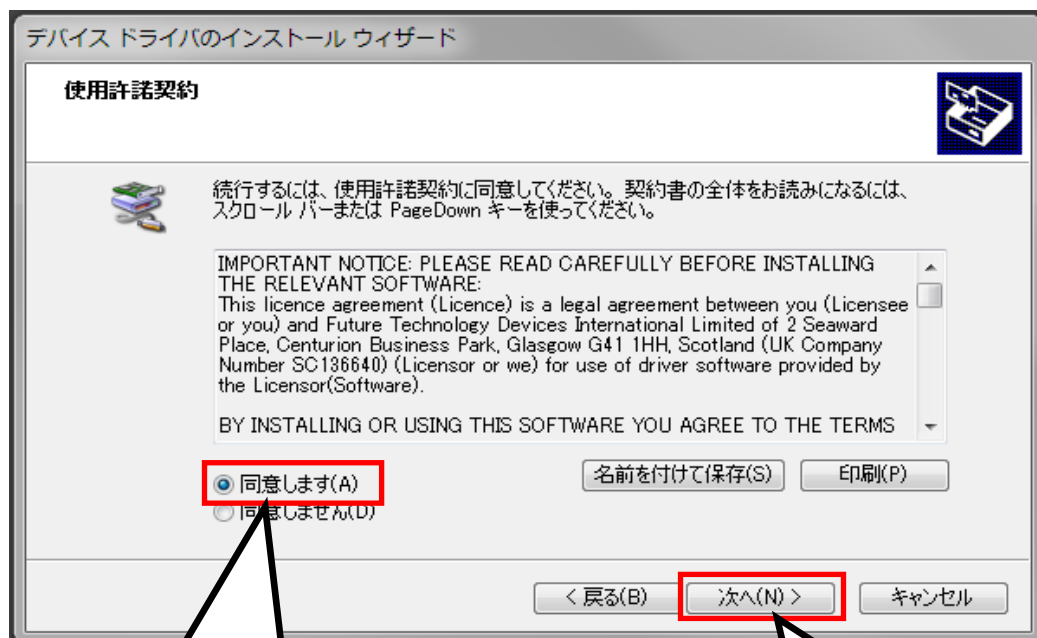 デバイス ドライバのインストール ウィザード
使用許諾契約
続行するには、使用許諾契約に同意してください。契約書の全体をお読みになるには、
スクロール バーまたは PageDown キーを使ってください。
IMPORTANT NOTICE: PLEASE READ CAREFULLY BEFORE INSTALLING
THE RELEVANT SOFTWARE:
This licence agreement (Licence) is a legal agreement between you (Licensee
or you) and Future Technology Devices International Limited of 2 Seaward
Place, Centurion Business Park, Glasgow G41 1HH, Scotland (UK Company
Number SC136640) (Licensor or we) for use of driver software provided by
the Licensor(Software).
BY INSTALLING OR USING THIS SOFTWARE YOU AGREE TO THE TERMS
同意します(A)
名前を付けて保存(S)
印刷(P)
同意しません(D)
< 戻る(B)
次へ(N) >
キャンセル